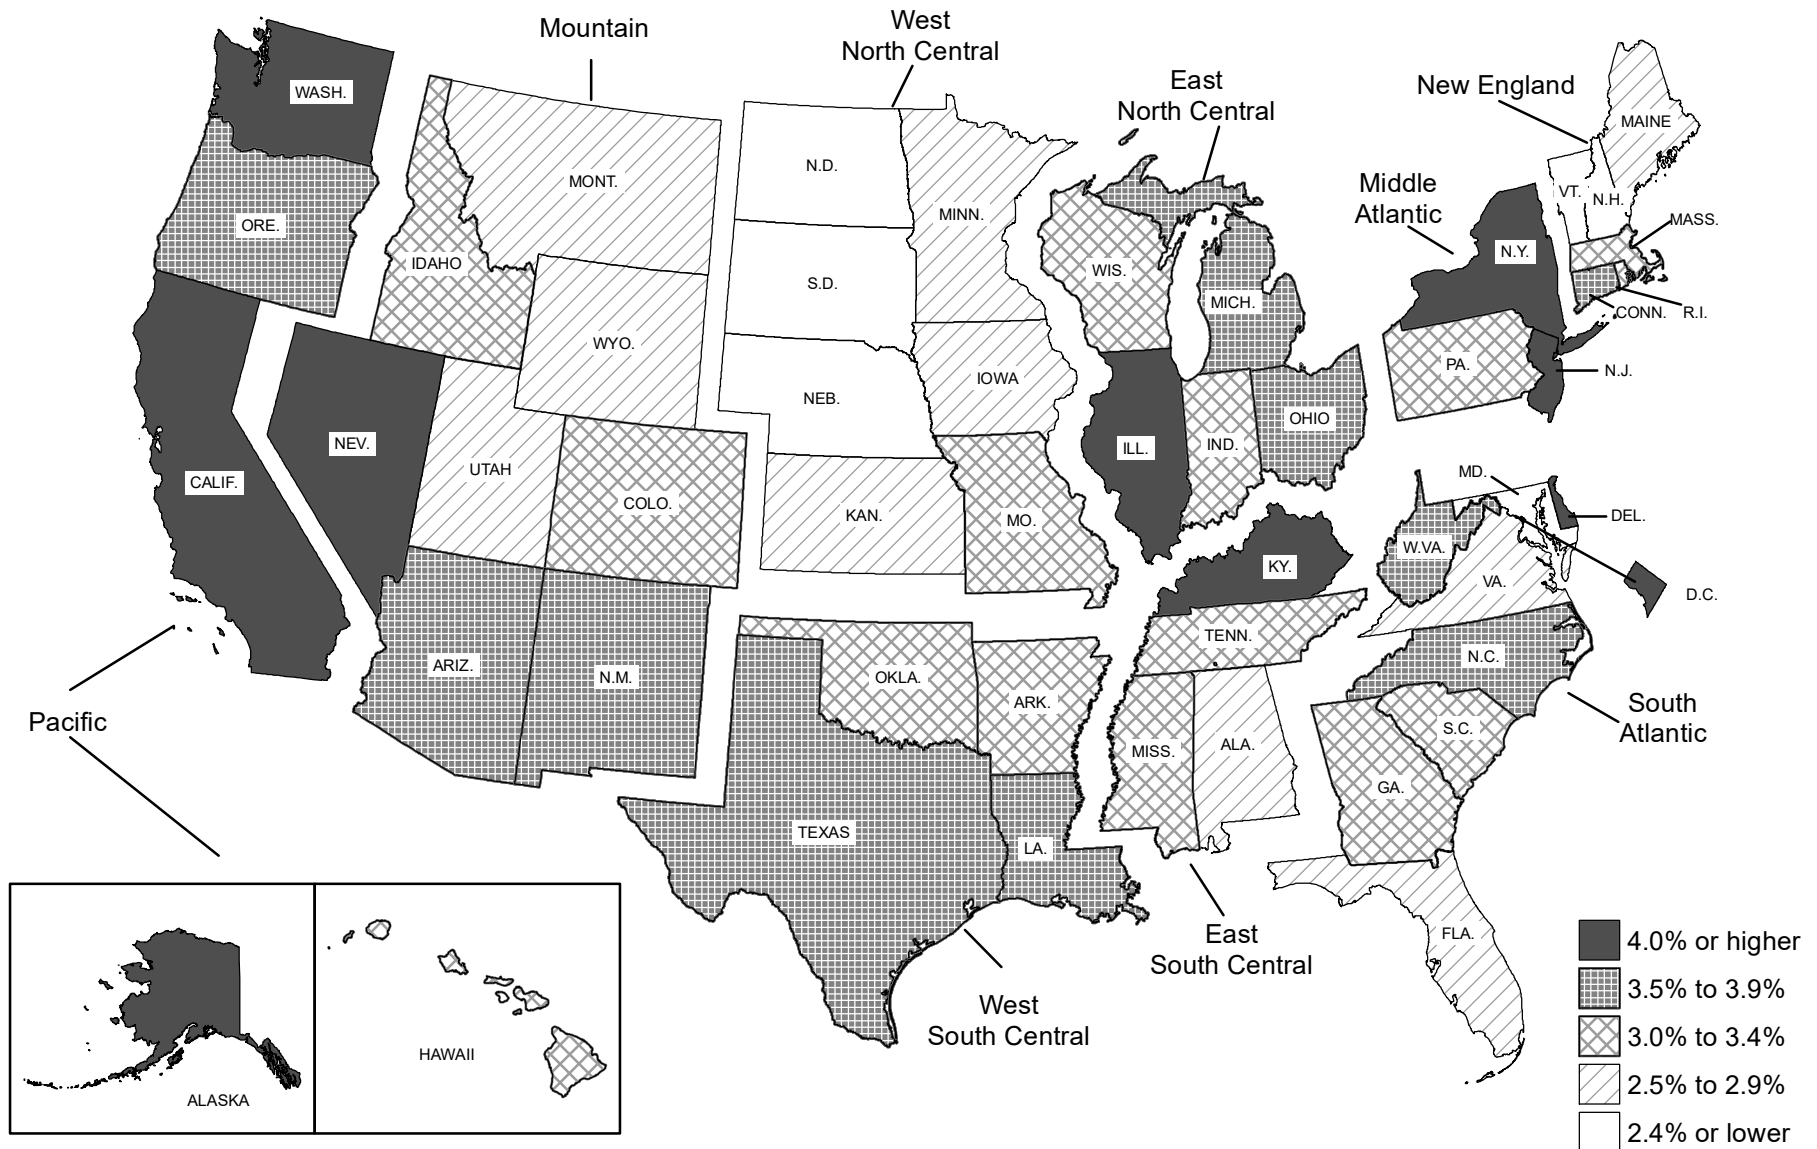 Mountain
West
North Central
East
North Central
New England
Middle
Atlantic
WASH.
MAINE
MONT.
N.D.
MINN.
VT.
N.H.
MASS.
ORE.
IDAHO
S.D.
WIS.
MICH.
N.Y.
CONN.
R.I.
WYO.
IOWA
PA.
N.J.
NEB.
OHIO
NEV.
UTAH
ILL.
IND.
CALIF.
COLO.
KAN.
MO.
MD.
DEL.
W.VA.
KY.
VA.
D.C.
TENN.
N.C.
ARIZ.
N.M.
OKLA.
ARK.
MISS.
ALA.
S.C.
GA.
South
Atlantic
Pacific
TEXAS
LA.
FLA.
East
South Central
West
South Central
HAWAII
ALASKA
4.0% or higher
3.5% to 3.9%
3.0% to 3.4%
2.5% to 2.9%
2.4% or lower